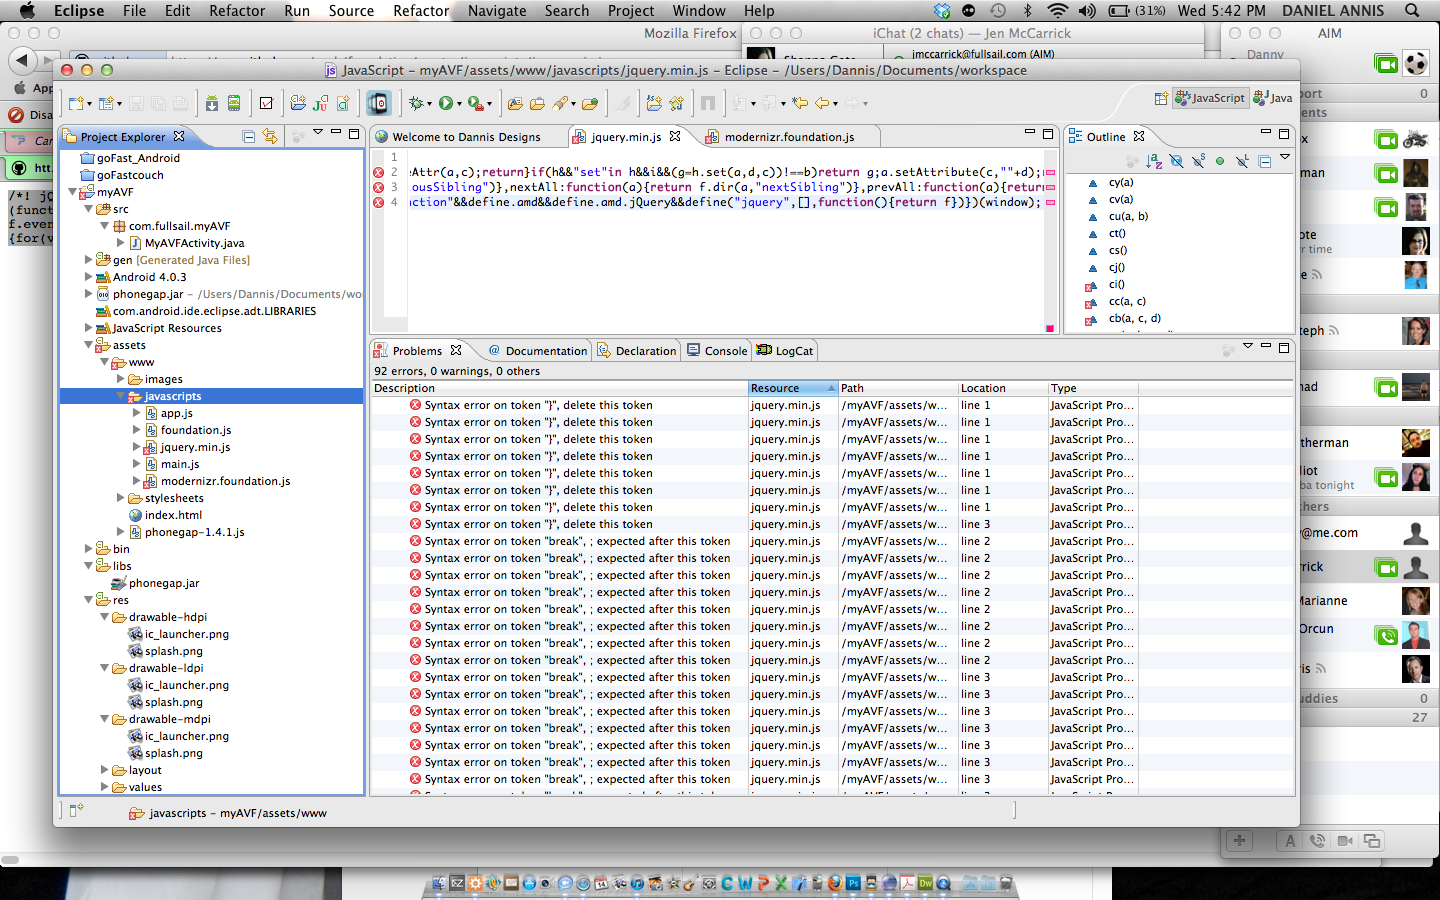 Eclipse File Edit Refactor Run Source Refactor Navigate Search Project Window Help (31%) Wed 5:42 PM DANIEL ANNIS
Mozilla Firefox
iChat (2 chats) — Jen McCarrick
AIM
jmccarrick@fullsail.com (AIM)
Danny
JavaScript – myAVF/assets/www/javascripts/jquery.min.js – Eclipse – /Users/Dannis/Documents/workspace
JavaScript
Java
Project Explorer
Welcome to Dannis Designs
jquery.min.js
modernizr.foundation.js
Outline
goFast_Android
goFastcouch
myAVF
src
com.fullsail.myAVF
MyAVFActivity.java
gen [Generated Java Files]
Android 4.0.3
phonegap.jar – /Users/Dannis/Documents/wo
com.android.ide.eclipse.adt.LIBRARIES
JavaScript Resources
assets
www
images
javascripts
app.js
foundation.js
jquery.min.js
main.js
modernizr.foundation.js
stylesheets
index.html
phonegap-1.4.1.js
bin
libs
phonegap.jar
res
drawable-hdpi
ic_launcher.png
splash.png
drawable-ldpi
ic_launcher.png
splash.png
drawable-mdpi
ic_launcher.png
splash.png
layout
values
1
2 :Attr(a,c);return}if(h&&"set"in h&&i&&(g=h.set(a,d,c))!==b)return g;a.setAttribute(c,""+d);
3 ousSibling")},nextAll:function(a){return f.dir(a,"nextSibling")},prevAll:function(a){return
4 nction"&&define.amd&&define.amd.jQuery&&define("jquery",[],function(){return f})})(window);
cy(a)
cv(a)
cu(a, b)
ct()
cs()
cj()
ci()
cc(a, c)
cb(a, c, d)
Problems
Documentation
Declaration
Console
LogCat
92 errors, 0 warnings, 0 others
Description Resource Path Location Type
Syntax error on token "}", delete this token jquery.min.js /myAVF/assets/w... line 1 JavaScript Pro...
Syntax error on token "}", delete this token jquery.min.js /myAVF/assets/w... line 1 JavaScript Pro...
Syntax error on token "}", delete this token jquery.min.js /myAVF/assets/w... line 1 JavaScript Pro...
Syntax error on token "}", delete this token jquery.min.js /myAVF/assets/w... line 1 JavaScript Pro...
Syntax error on token "}", delete this token jquery.min.js /myAVF/assets/w... line 1 JavaScript Pro...
Syntax error on token "}", delete this token jquery.min.js /myAVF/assets/w... line 1 JavaScript Pro...
Syntax error on token "}", delete this token jquery.min.js /myAVF/assets/w... line 1 JavaScript Pro...
Syntax error on token "}", delete this token jquery.min.js /myAVF/assets/w... line 3 JavaScript Pro...
Syntax error on token "break", ; expected after this token jquery.min.js /myAVF/assets/w... line 2 JavaScript Pro...
Syntax error on token "break", ; expected after this token jquery.min.js /myAVF/assets/w... line 2 JavaScript Pro...
Syntax error on token "break", ; expected after this token jquery.min.js /myAVF/assets/w... line 2 JavaScript Pro...
Syntax error on token "break", ; expected after this token jquery.min.js /myAVF/assets/w... line 2 JavaScript Pro...
Syntax error on token "break", ; expected after this token jquery.min.js /myAVF/assets/w... line 2 JavaScript Pro...
Syntax error on token "break", ; expected after this token jquery.min.js /myAVF/assets/w... line 2 JavaScript Pro...
Syntax error on token "break", ; expected after this token jquery.min.js /myAVF/assets/w... line 2 JavaScript Pro...
Syntax error on token "break", ; expected after this token jquery.min.js /myAVF/assets/w... line 3 JavaScript Pro...
Syntax error on token "break", ; expected after this token jquery.min.js /myAVF/assets/w... line 3 JavaScript Pro...
Syntax error on token "break", ; expected after this token jquery.min.js /myAVF/assets/w... line 3 JavaScript Pro...
Syntax error on token "break", ; expected after this token jquery.min.js /myAVF/assets/w... line 3 JavaScript Pro...
Syntax error on token "break", ; expected after this token jquery.min.js /myAVF/assets/w... line 3 JavaScript Pro...
Syntax error on token "break", ; expected after this token jquery.min.js /myAVF/assets/w... line 3 JavaScript Pro...
Syntax error on token "break", ; expected after this token jquery.min.js /myAVF/assets/w... line 3 JavaScript Pro...
Syntax error on token "break", ; expected after this token jquery.min.js /myAVF/assets/w... line 3 JavaScript Pro...
javascripts – myAVF/assets/www
App
Disa
Car
htt
/*! jQ
(functi
f.even
{for(v
port 0
ents
x
man
ote
r time
e
teph
nad
therman
liot
ba tonight
hers
y@me.com
rrick
Marianne
Orcun
ris
uddies 0
27